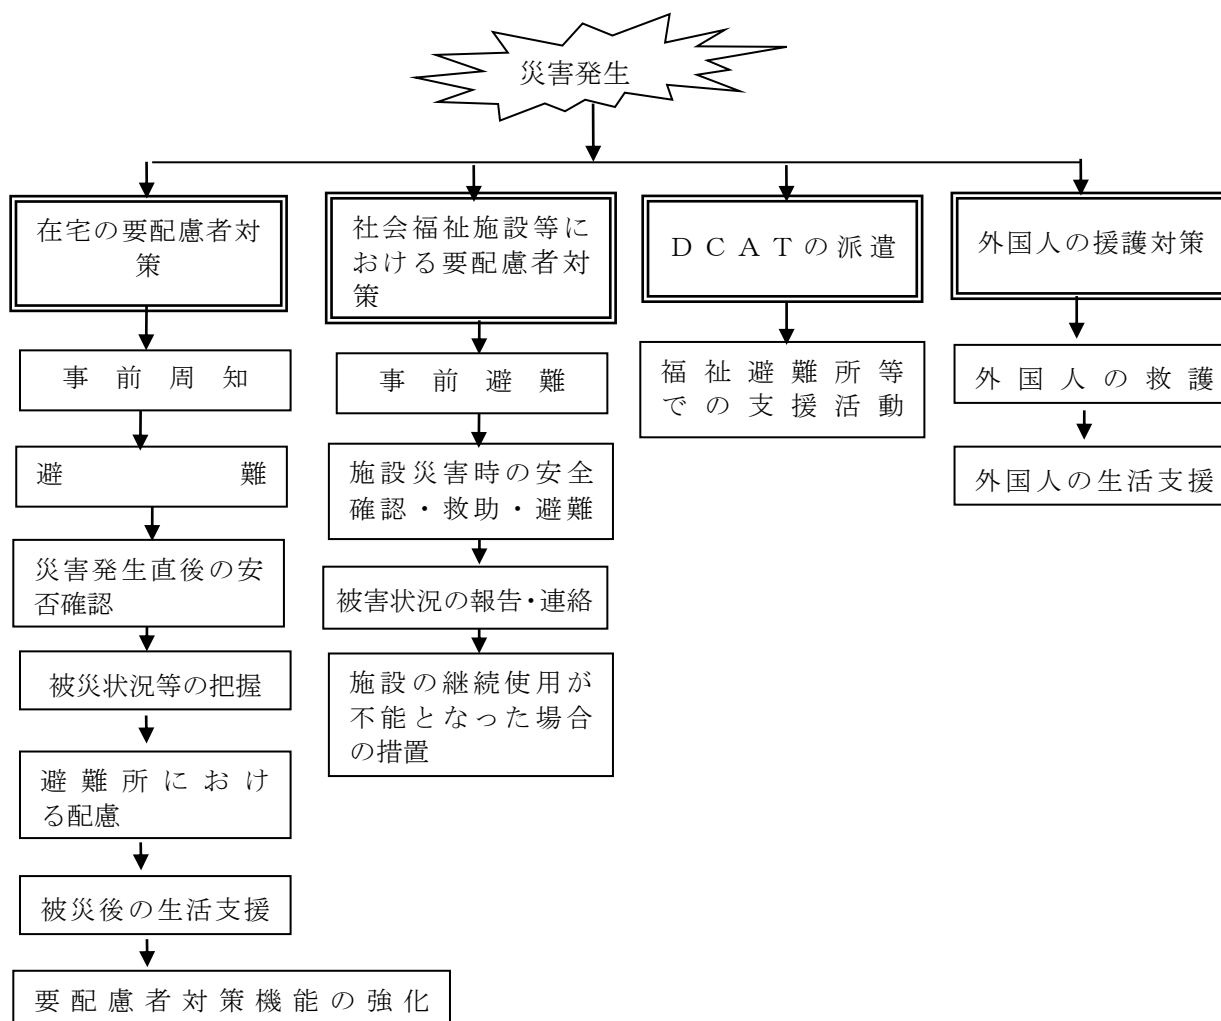 災害発生
在宅の要配慮者対
策
社会福祉施設等に
おける要配慮者対
策
DCATの派遣
外国人の援護対策
事前周知
避難
災害発生直後の安
否確認
被災状況等の把握
避難所におけ
る配慮
被災後の生活支援
要配慮者対策機能の強化
事前避難
施設災害時の安全
確認・救助・避難
被害状況の報告・連絡
施設の継続使用が
不能となった場合
の措置
福祉避難所等
での支援活動
外国人の救護
外国人の生活支援